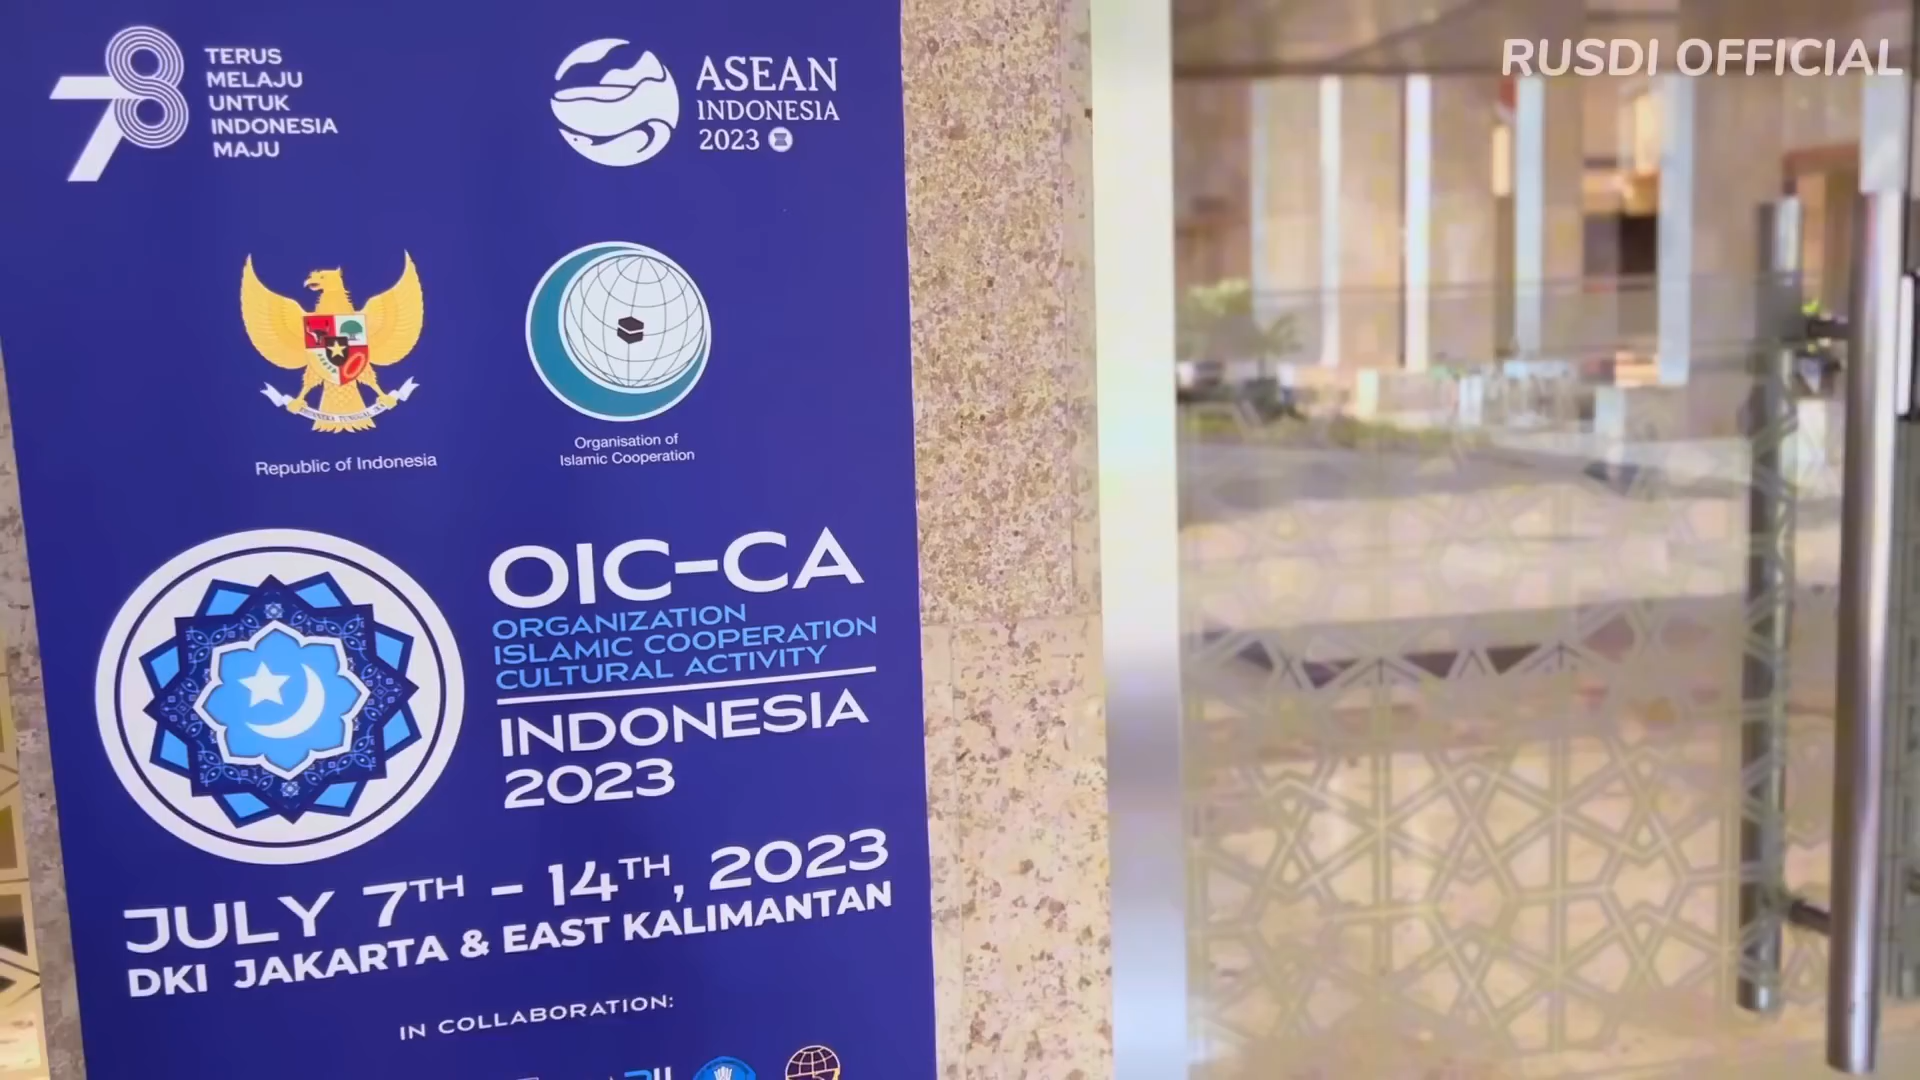 RUSDI OFFICIAL
78 TERUS
MELAJU
UNTUK
INDONESIA
MAJU
ASEAN
INDONESIA
2023
Republic of Indonesia
Organisation of
Islamic Cooperation
OIC-CA
ORGANIZATION
ISLAMIC COOPERATION
CULTURAL ACTIVITY
INDONESIA
2023
JULY 7TH - 14TH, 2023
DKI JAKARTA & EAST KALIMANTAN
IN COLLABORATION: